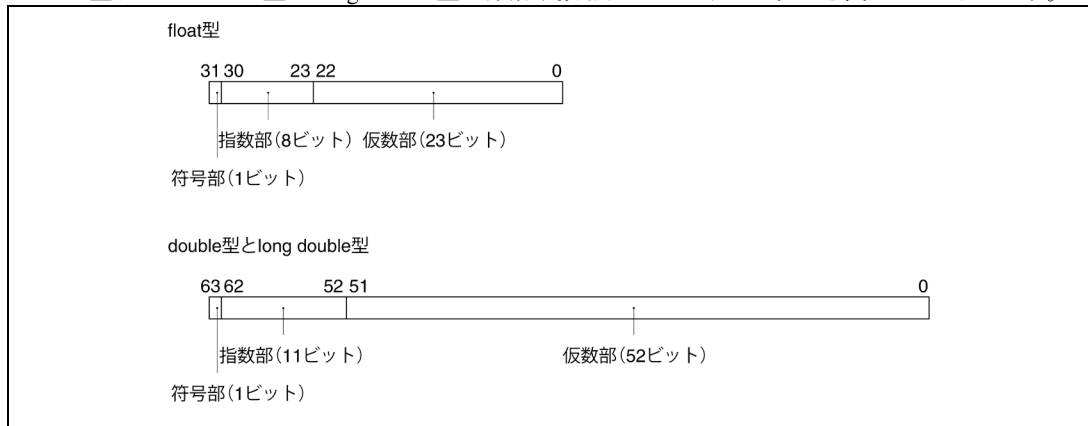 float型
31 30 23 22 0
指数部(8ビット) 仮数部(23ビット)
符号部(1ビット)
double型とlong double型
63 62 52 51 0
指数部(11ビット) 仮数部(52ビット)
符号部(1ビット)